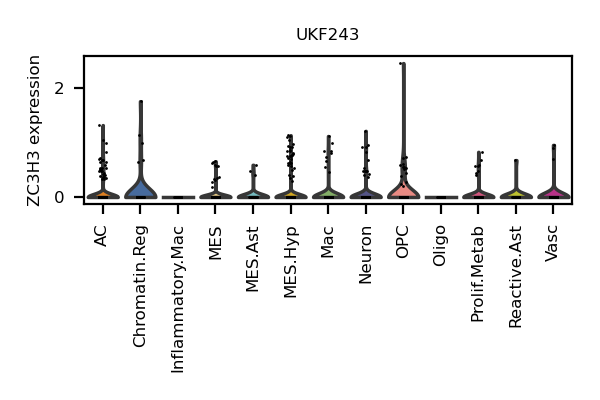 UKF243
ZC3H3 expression
2
0
AC
Chromatin.Reg
Inflammatory.Mac
MES
MES.Ast
MES.Hyp
Mac
Neuron
OPC
Oligo
Prolif.Metab
Reactive.Ast
Vasc